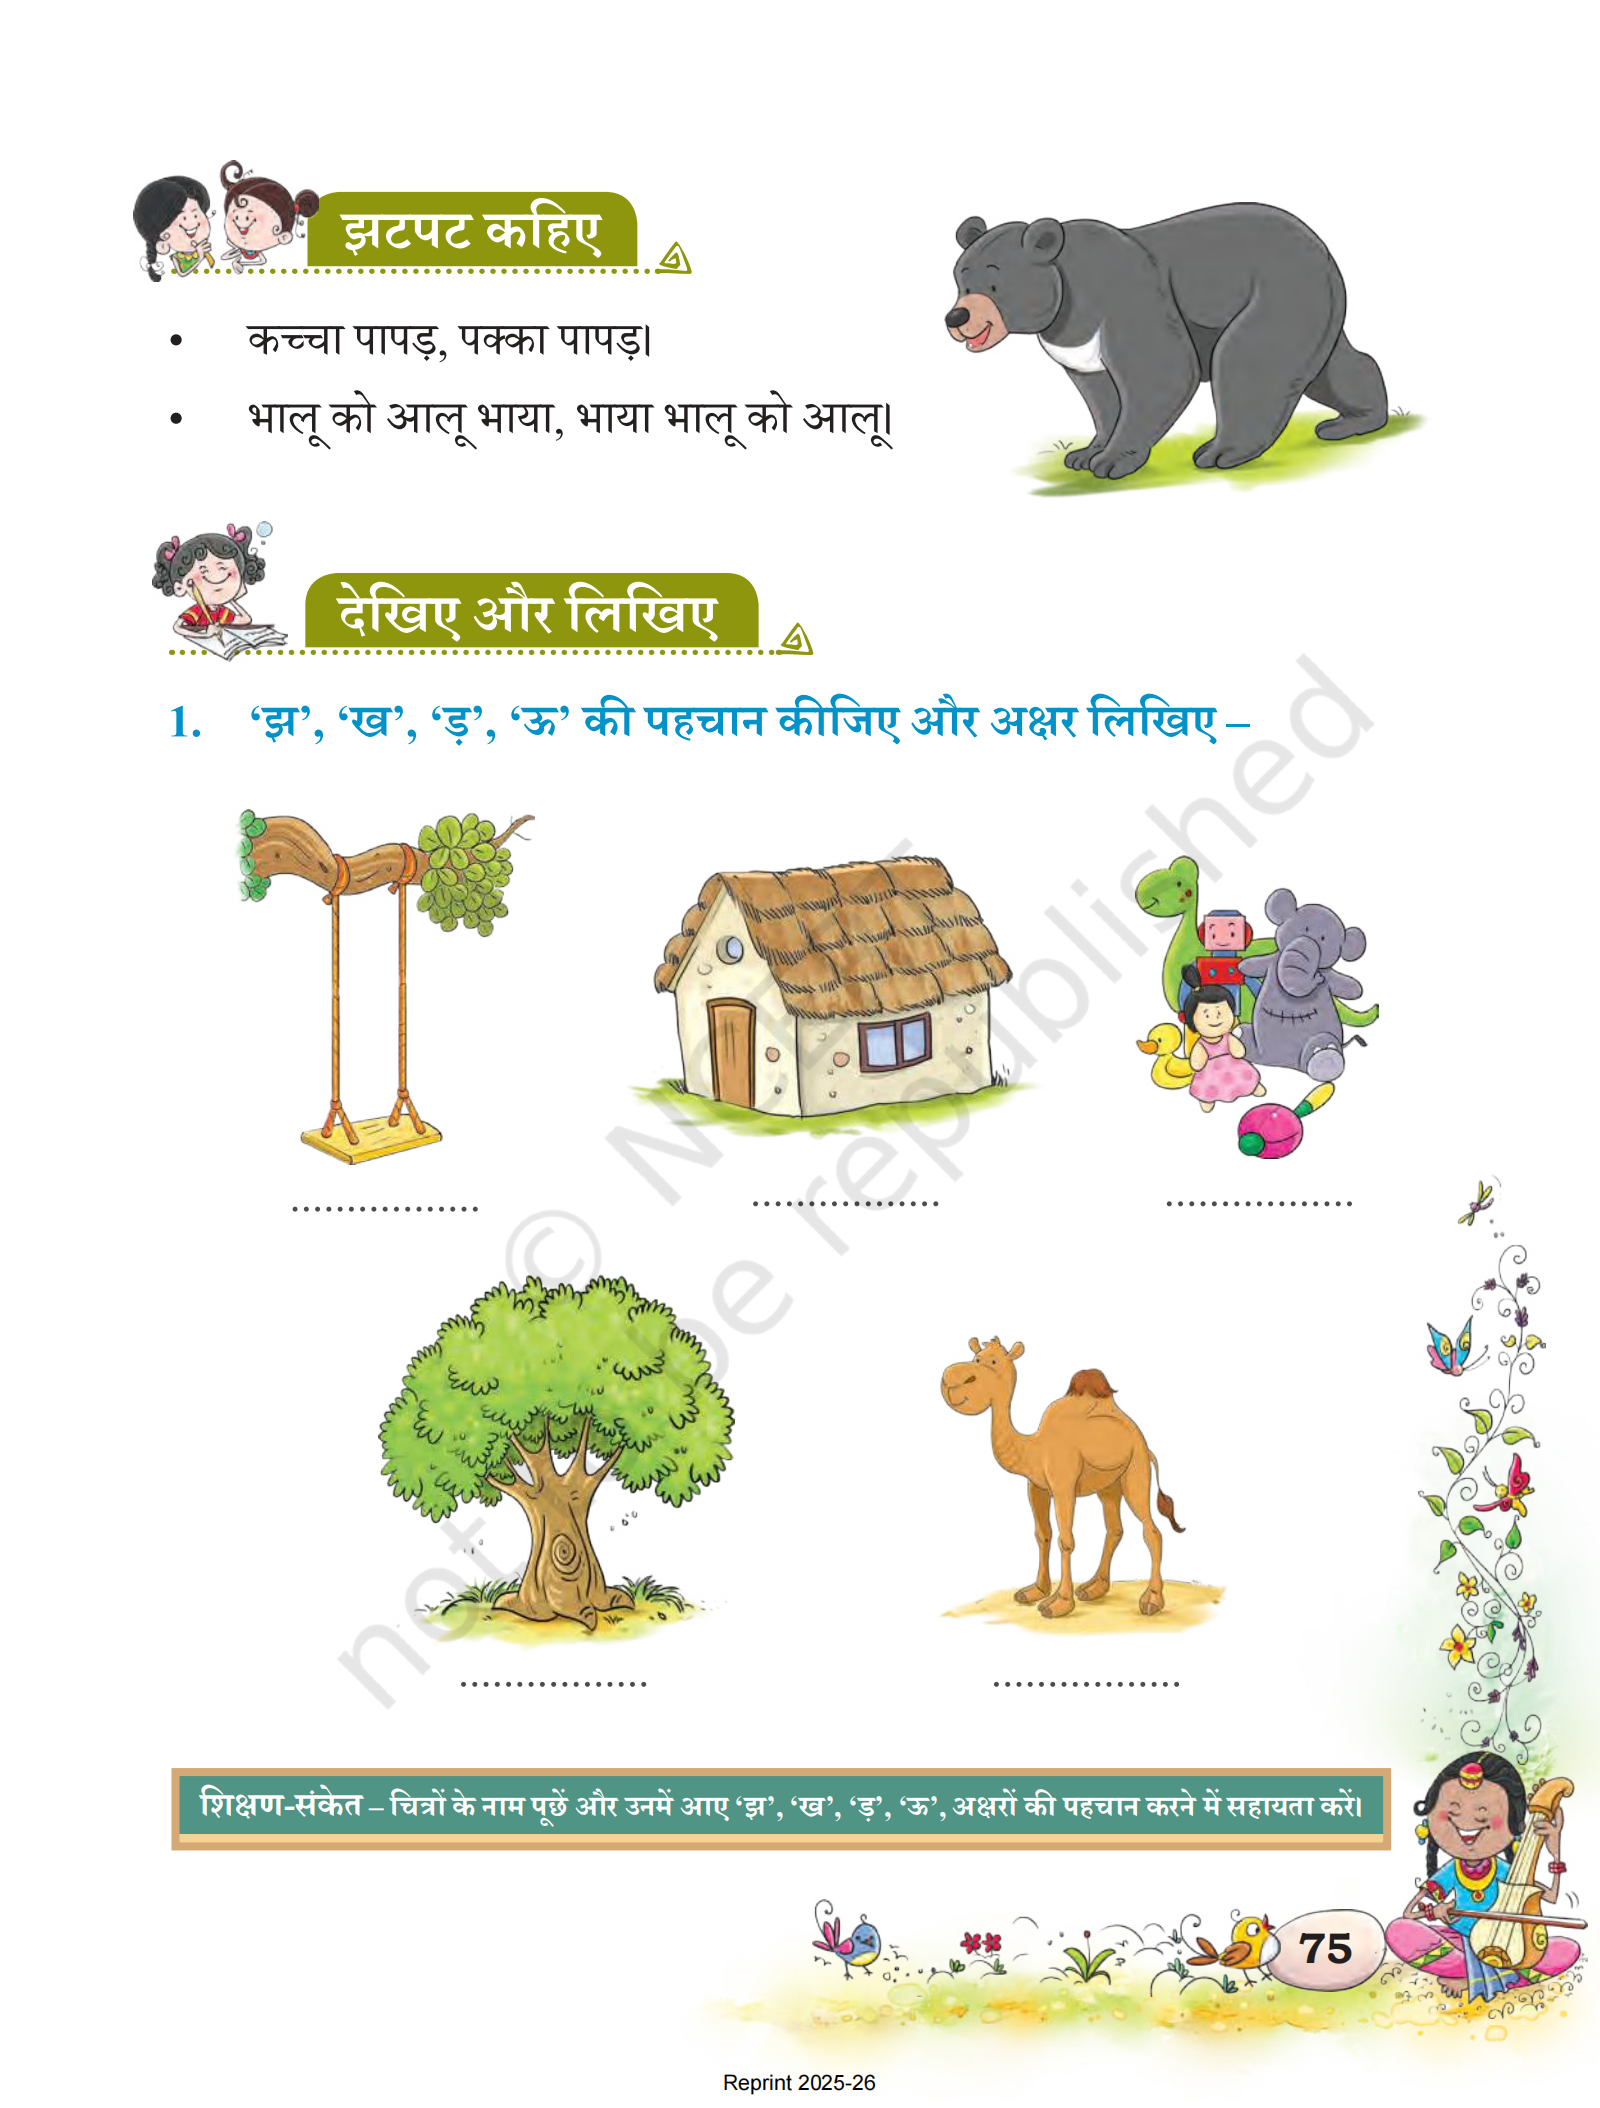 झटपट कहिए
• कच्चा पापड़, पक्का पापड़।
• भालू को आलू भाया, भाया भालू को आलू।
देखिए और लिखिए
1. ‘झ’, ‘ख’, ‘ड़’, ‘ऊ’ की पहचान कीजिए और अक्षर लिखिए –
.................
.................
.................
.................
.................
© NCERT
not to be republished
शिक्षण-संकेत – चित्रों के नाम पूछें और उनमें आए ‘झ’, ‘ख’, ‘ड़’, ‘ऊ’, अक्षरों की पहचान करने में सहायता करें।
75
Reprint 2025-26